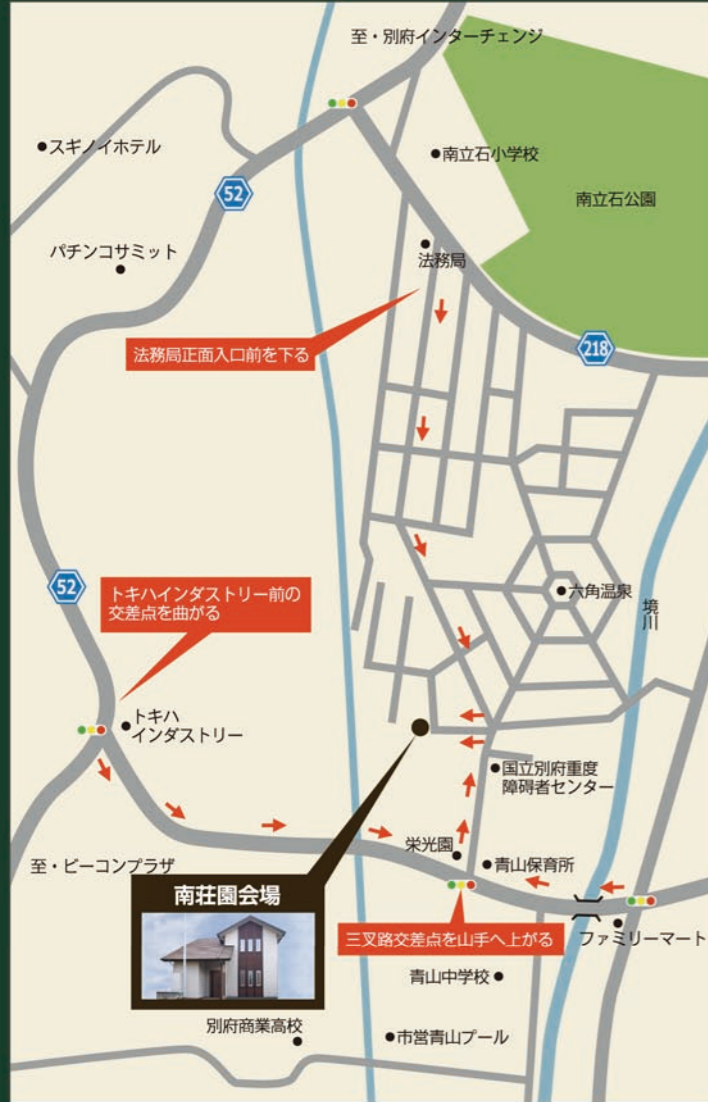 至・別府インターチェンジ
スギノイホテル
南立石小学校
52
南立石公園
パチンコサミット
法務局
法務局正面入口前を下る
218
52
トキハインダストリー前の
交差点を曲がる
六角温泉
境川
トキハ
インダストリー
国立別府重度
障碍者センター
栄光園
至・ビーコンプラザ
青山保育所
南荘園会場
三叉路交差点を山手へ上がる
ファミリーマート
青山中学校
別府商業高校
市営青山プール